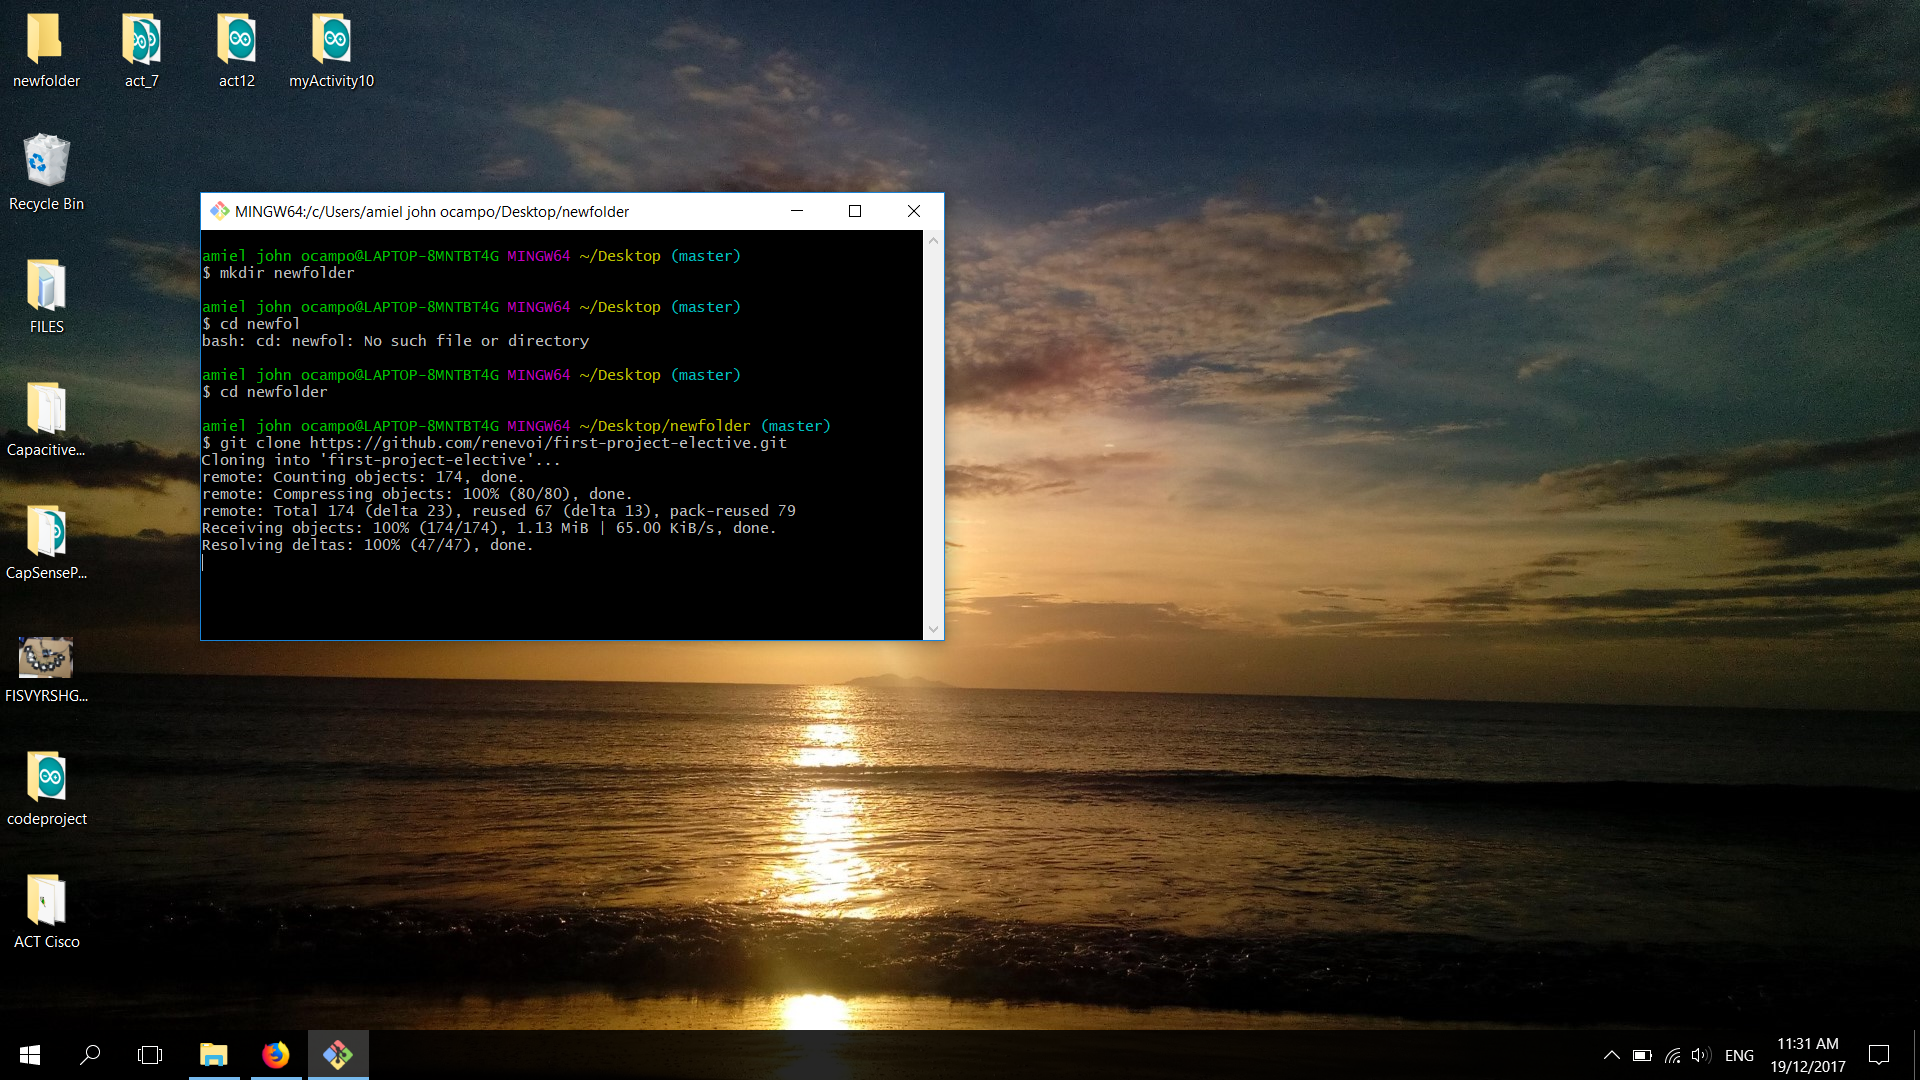 newfolder
act_7
act12
myActivity10
Recycle Bin
FILES
Capacitive...
CapSenseP...
FISVYRSHG...
codeproject
ACT Cisco
MINGW64:/c/Users/amiel john ocampo/Desktop/newfolder
amiel john ocampo@LAPTOP-8MNTBT4G MINGW64 ~/Desktop (master)
$ mkdir newfolder
amiel john ocampo@LAPTOP-8MNTBT4G MINGW64 ~/Desktop (master)
$ cd newfol
bash: cd: newfol: No such file or directory
amiel john ocampo@LAPTOP-8MNTBT4G MINGW64 ~/Desktop (master)
$ cd newfolder
amiel john ocampo@LAPTOP-8MNTBT4G MINGW64 ~/Desktop/newfolder (master)
$ git clone https://github.com/renevoi/first-project-elective.git
Cloning into 'first-project-elective'...
remote: Counting objects: 174, done.
remote: Compressing objects: 100% (80/80), done.
remote: Total 174 (delta 23), reused 67 (delta 13), pack-reused 79
Receiving objects: 100% (174/174), 1.13 MiB | 65.00 KiB/s, done.
Resolving deltas: 100% (47/47), done.
ENG
11:31 AM
19/12/2017